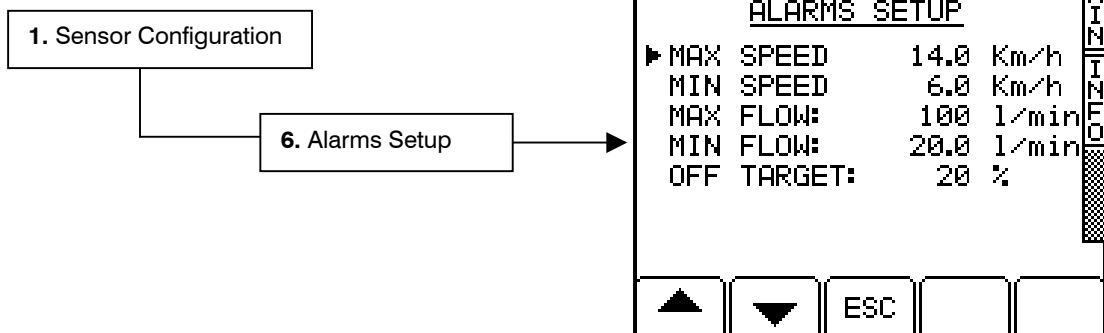 1. Sensor Configuration
6. Alarms Setup
ALARMS SETUP
MAX SPEED 14.0 Km/h
MIN SPEED 6.0 Km/h
MAX FLOW: 100 l/min
MIN FLOW: 20.0 l/min
OFF TARGET: 20 %
IN
INFO
ESC